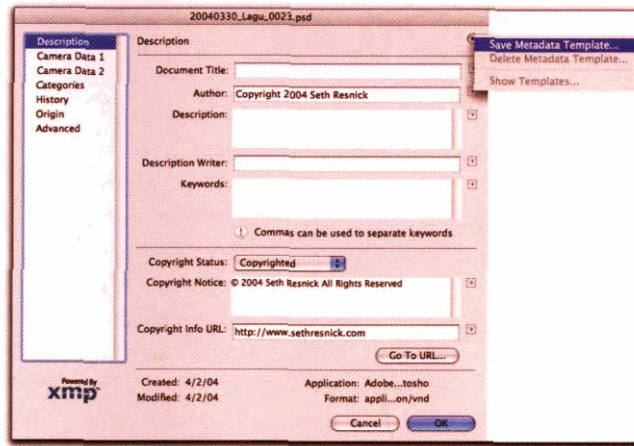 20040330_Lagu_0023.psd
Description
Camera Data 1
Camera Data 2
Categories
History
Origin
Advanced
Description
Save Metadata Template...
Delete Metadata Template...
Show Templates...
Document Title:
Author: Copyright 2004 Seth Resnick
Description:
Description Writer:
Keywords:
! Commas can be used to separate keywords
Copyright Status: Copyrighted
Copyright Notice: © 2004 Seth Resnick All Rights Reserved
Copyright Info URL: http://www.sethresnick.com
Go To URL...
Powered By
xmp
Created: 4/2/04 Application: Adobe...tosho
Modified: 4/2/04 Format: appli...on/vnd
Cancel OK